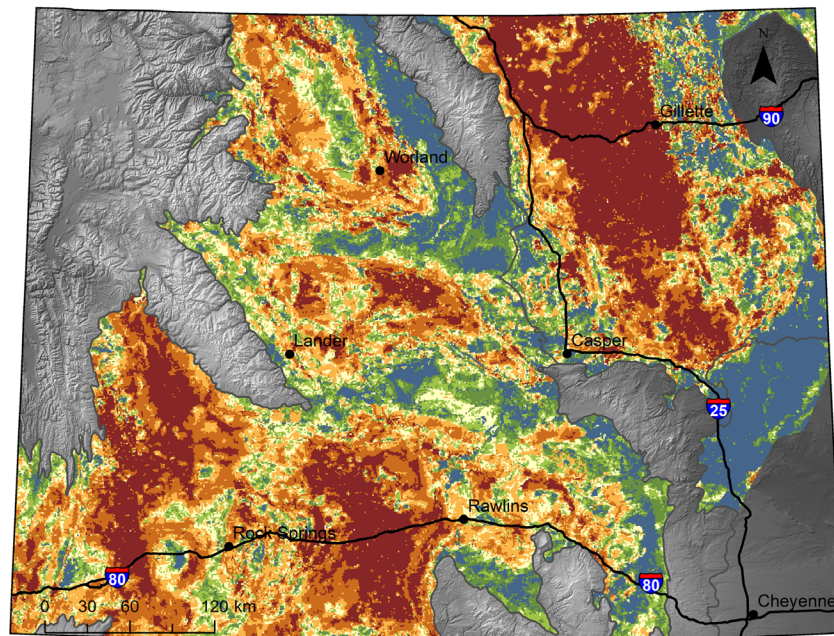 N
Gillette
90
Worland
Lander
Casper
25
Rawlins
Rock Springs
80
80
0 30 60 120 km
Cheyenne